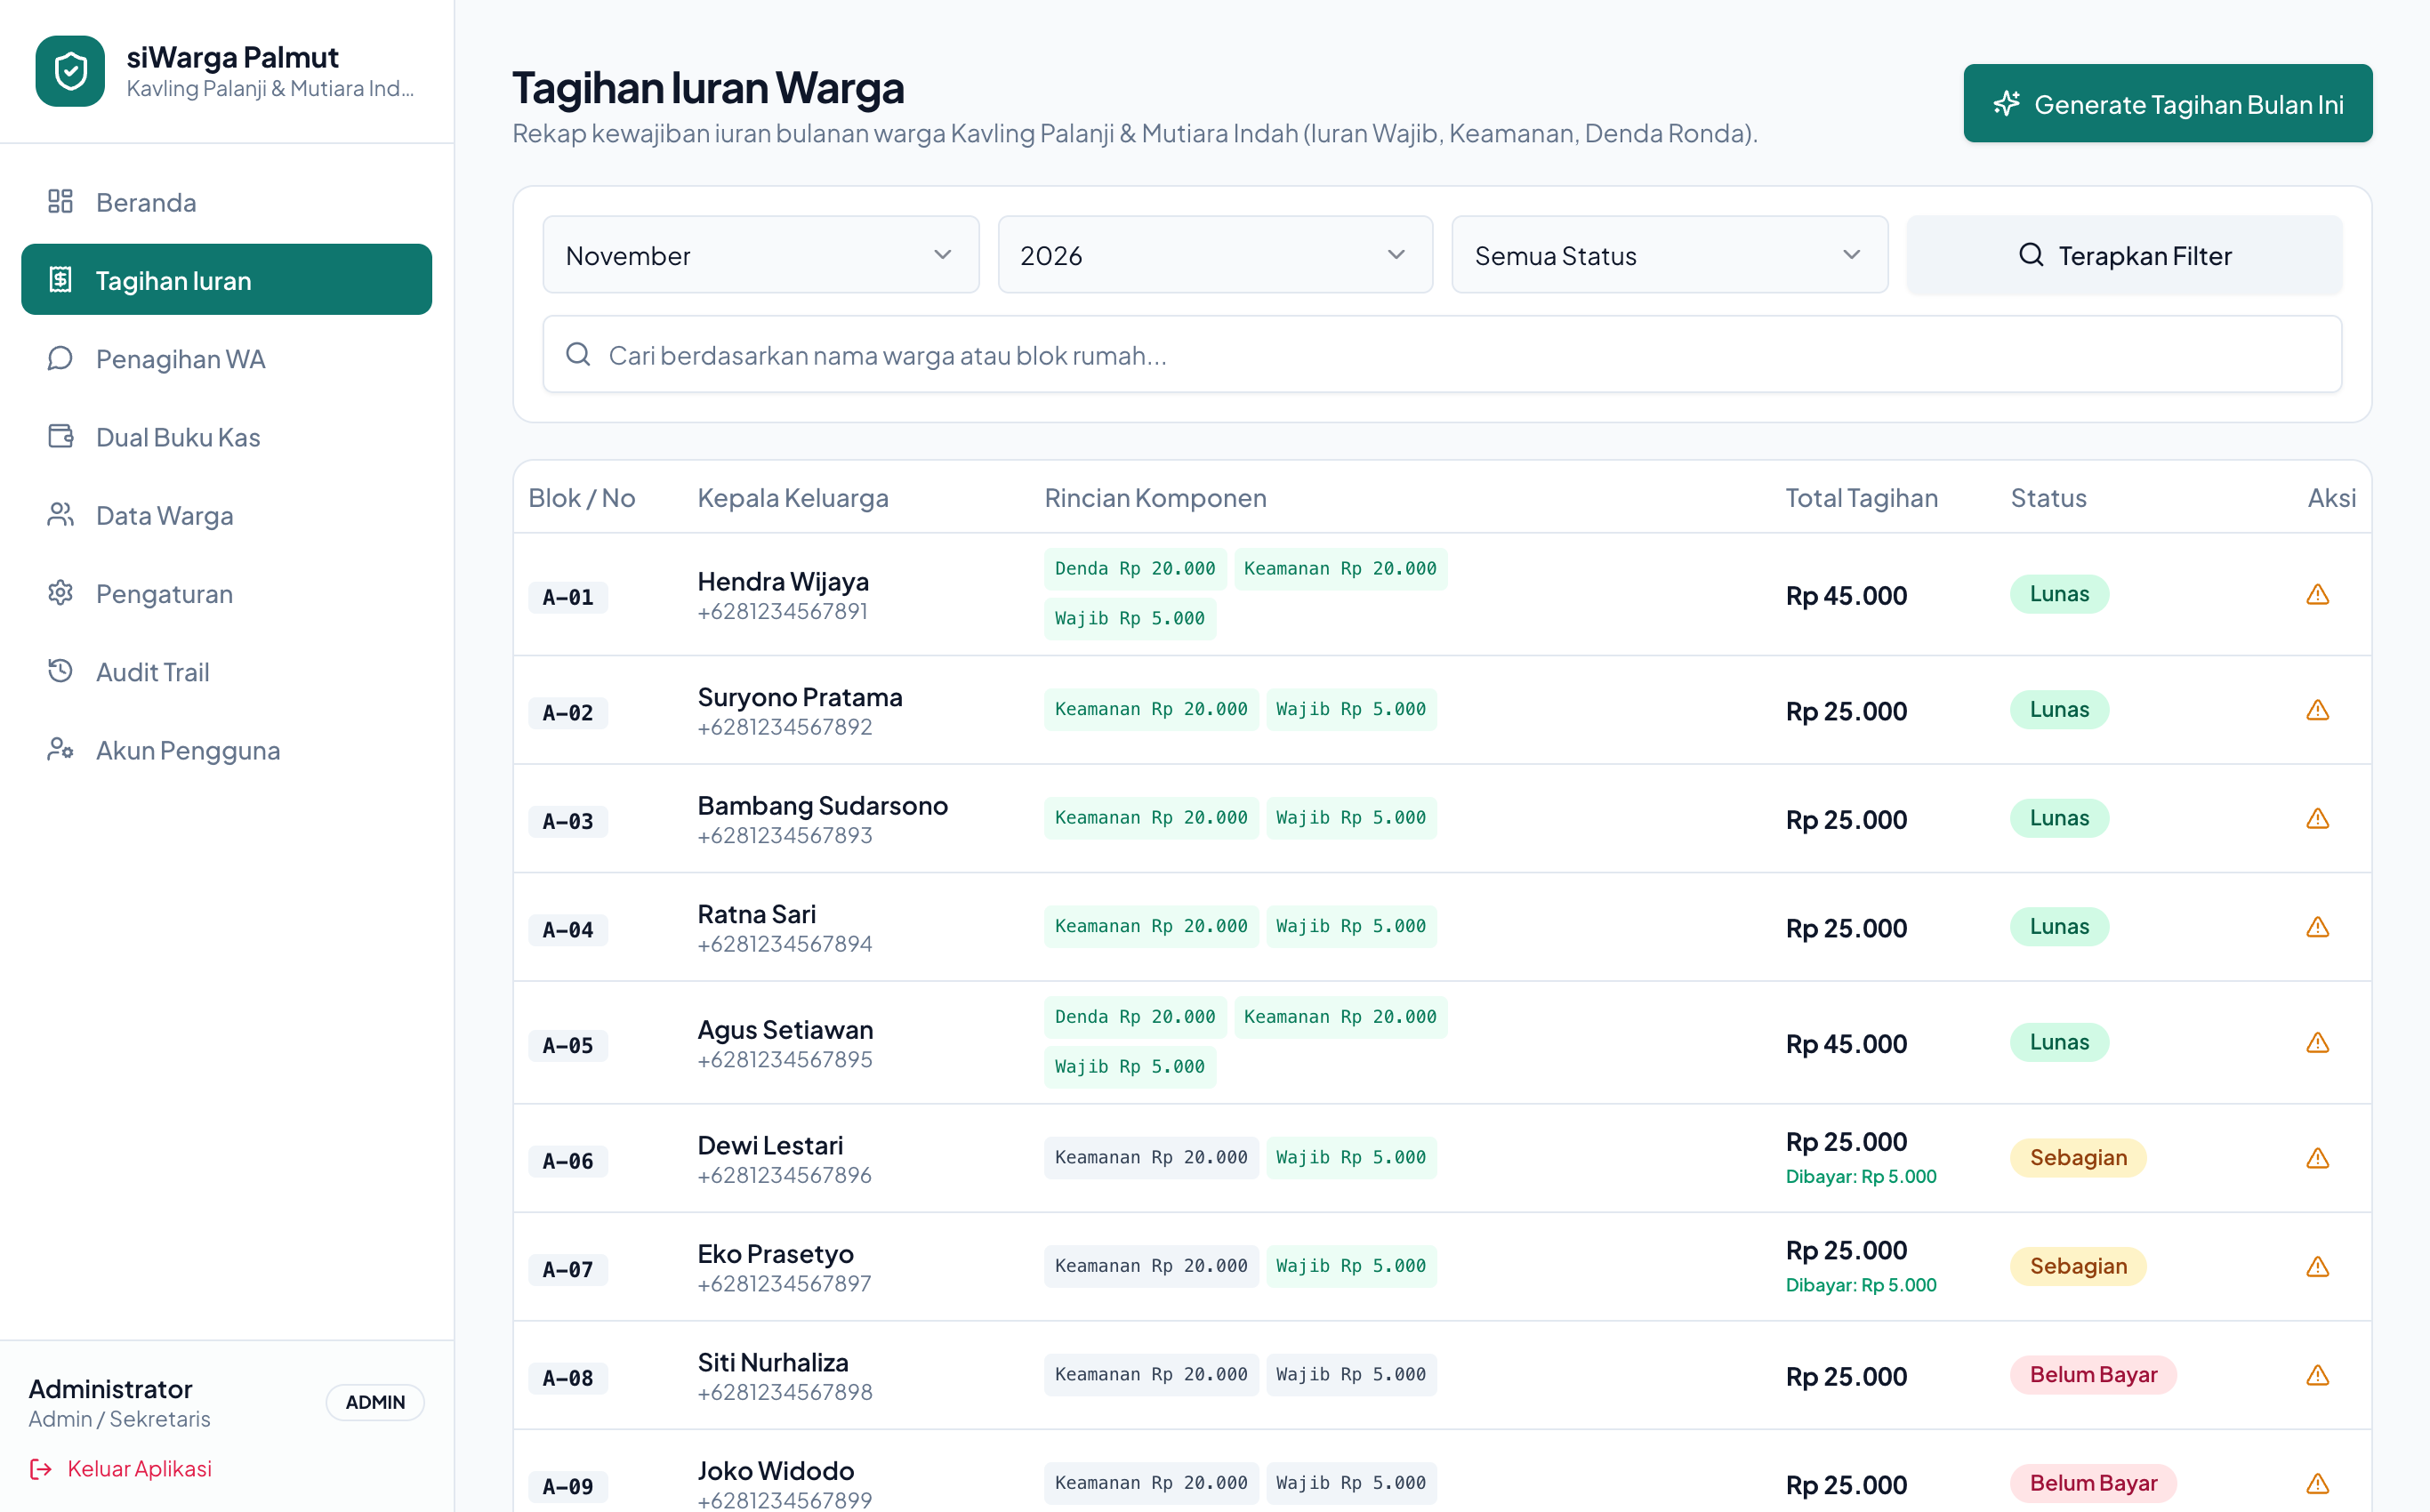 siWarga Palmut
Kavling Palanji & Mutiara Ind...
Beranda
Tagihan Iuran
Penagihan WA
Dual Buku Kas
Data Warga
Pengaturan
Audit Trail
Akun Pengguna
Administrator
Admin / Sekretaris
ADMIN
Keluar Aplikasi
Tagihan Iuran Warga
Rekap kewajiban iuran bulanan warga Kavling Palanji & Mutiara Indah (Iuran Wajib, Keamanan, Denda Ronda).
Generate Tagihan Bulan Ini
November
2026
Semua Status
Terapkan Filter
Cari berdasarkan nama warga atau blok rumah...
Blok / No Kepala Keluarga Rincian Komponen Total Tagihan Status Aksi
A-01 Hendra Wijaya Denda Rp 20.000 Keamanan Rp 20.000 Rp 45.000 Lunas
+6281234567891 Wajib Rp 5.000
A-02 Suryono Pratama Keamanan Rp 20.000 Wajib Rp 5.000 Rp 25.000 Lunas
+6281234567892
A-03 Bambang Sudarsono Keamanan Rp 20.000 Wajib Rp 5.000 Rp 25.000 Lunas
+6281234567893
A-04 Ratna Sari Keamanan Rp 20.000 Wajib Rp 5.000 Rp 25.000 Lunas
+6281234567894
A-05 Agus Setiawan Denda Rp 20.000 Keamanan Rp 20.000 Rp 45.000 Lunas
+6281234567895 Wajib Rp 5.000
A-06 Dewi Lestari Keamanan Rp 20.000 Wajib Rp 5.000 Rp 25.000 Sebagian
+6281234567896 Dibayar: Rp 5.000
A-07 Eko Prasetyo Keamanan Rp 20.000 Wajib Rp 5.000 Rp 25.000 Sebagian
+6281234567897 Dibayar: Rp 5.000
A-08 Siti Nurhaliza Keamanan Rp 20.000 Wajib Rp 5.000 Rp 25.000 Belum Bayar
+6281234567898
A-09 Joko Widodo Keamanan Rp 20.000 Wajib Rp 5.000 Rp 25.000 Belum Bayar
+6281234567899